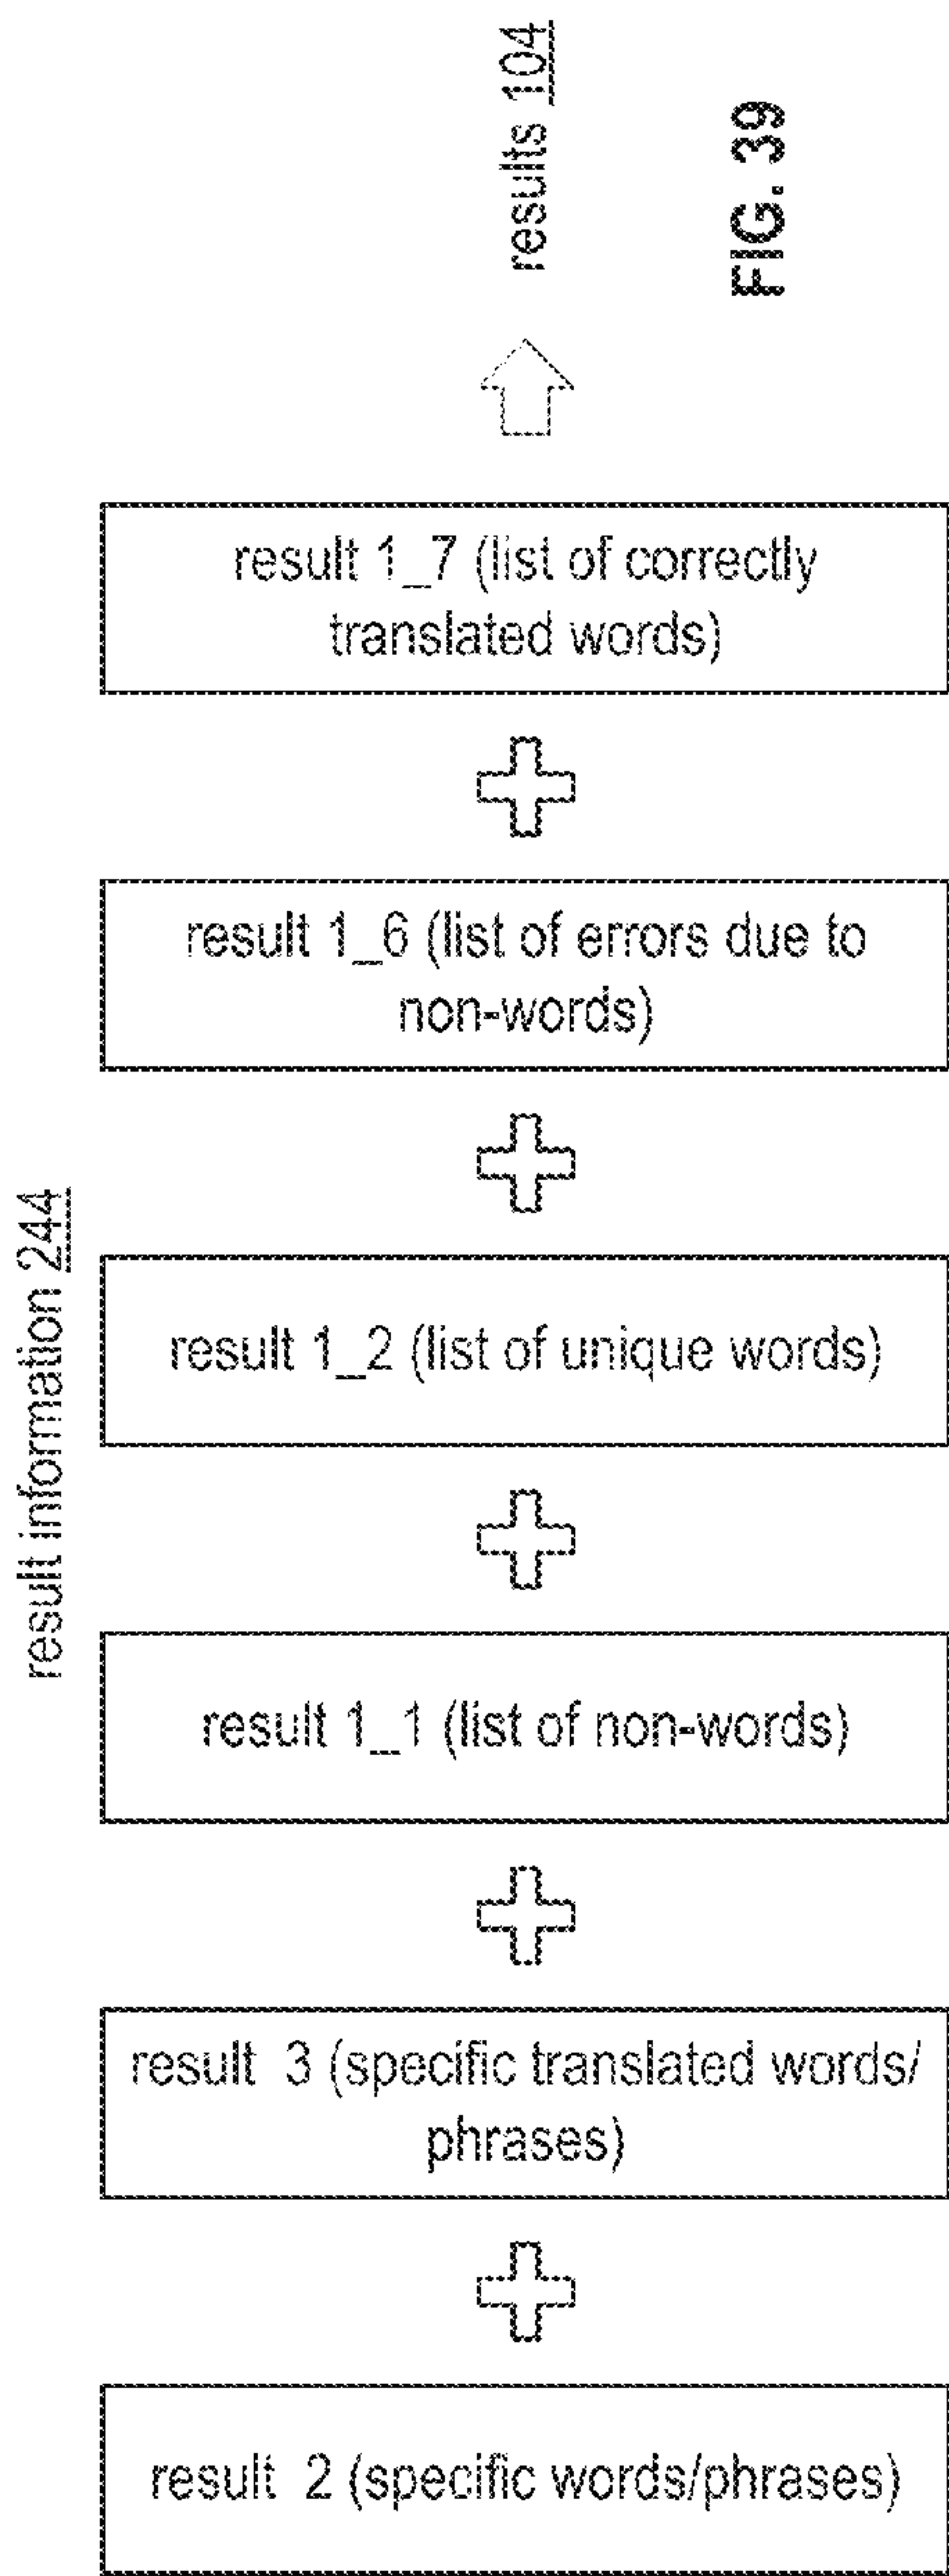 results 104
FIG. 39
result 1_7 (list of correctly
translated words)
result 1_6 (list of errors due to
non-words)
result information 244
result 1_2 (list of unique words)
result 1_1 (list of non-words)
result 3 (specific translated words/
phrases)
result 2 (specific words/phrases)